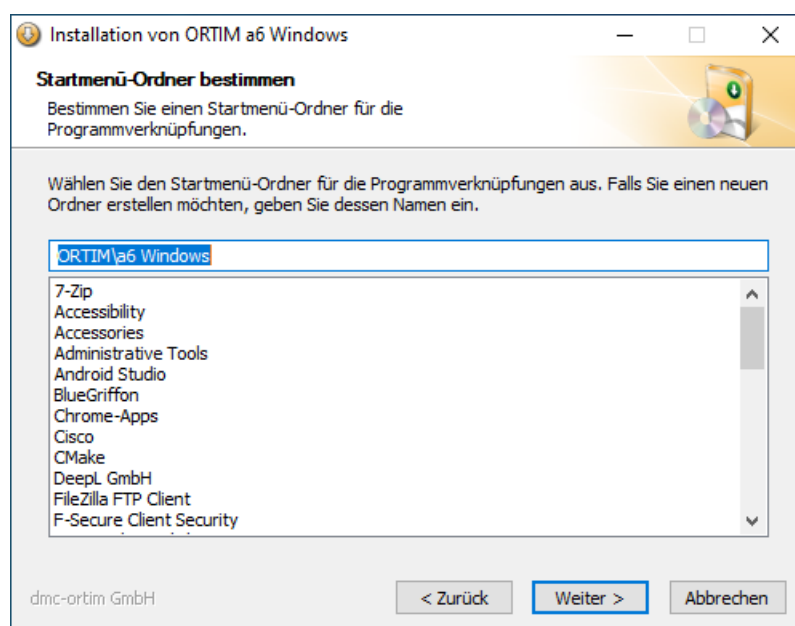 Installation von ORTIM a6 Windows
Startmenü-Ordner bestimmen
Bestimmen Sie einen Startmenü-Ordner für die
Programmverknüpfungen.
Wählen Sie den Startmenü-Ordner für die Programmverknüpfungen aus. Falls Sie einen neuen
Ordner erstellen möchten, geben Sie dessen Namen ein.
ORTIM\a6 Windows
7-Zip
Accessibility
Accessories
Administrative Tools
Android Studio
BlueGriffon
Chrome-Apps
Cisco
CMake
DeepL GmbH
FileZilla FTP Client
F-Secure Client Security
dmc-ortim GmbH
< Zurück
Weiter >
Abbrechen